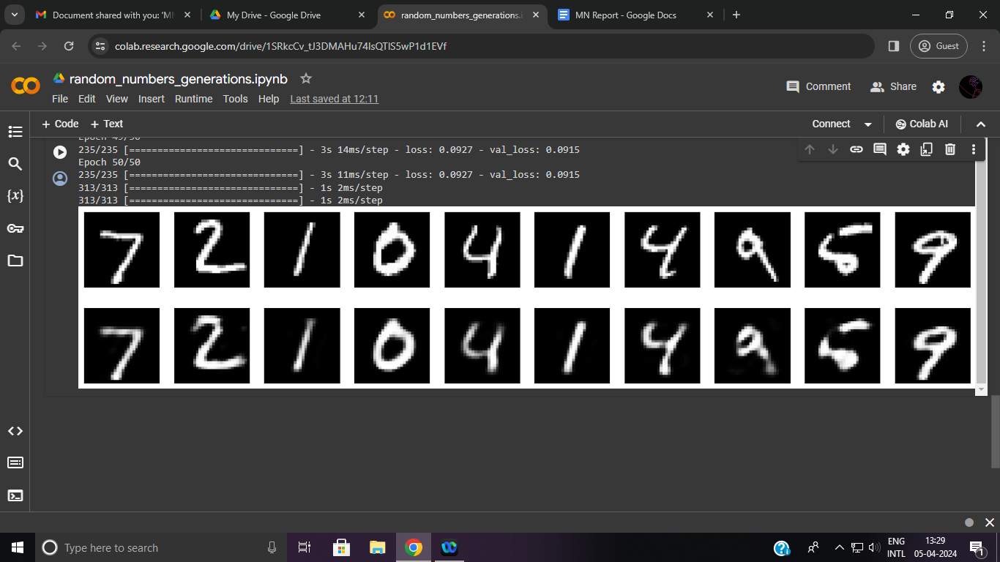 Document shared with you: 'MN
My Drive - Google Drive
random_numbers_generations.i
MN Report - Google Docs
colab.research.google.com/drive/1SRkcCv_tJ3DMAHu74IsQTlS5wP1d1EVf
Guest
random_numbers_generations.ipynb
Comment
Share
File Edit View Insert Runtime Tools Help Last saved at 12:11
+ Code + Text
Connect
Colab AI
Epoch 49/50
235/235 [==============================] - 3s 14ms/step - loss: 0.0927 - val_loss: 0.0915
Epoch 50/50
235/235 [==============================] - 3s 11ms/step - loss: 0.0927 - val_loss: 0.0915
313/313 [==============================] - 1s 2ms/step
313/313 [==============================] - 1s 2ms/step
{x}
7 2 1 0 4 1 4 9 5 9
7 2 1 0 4 1 4 9 5 9
Type here to search
ENG
INTL
13:29
05-04-2024
1